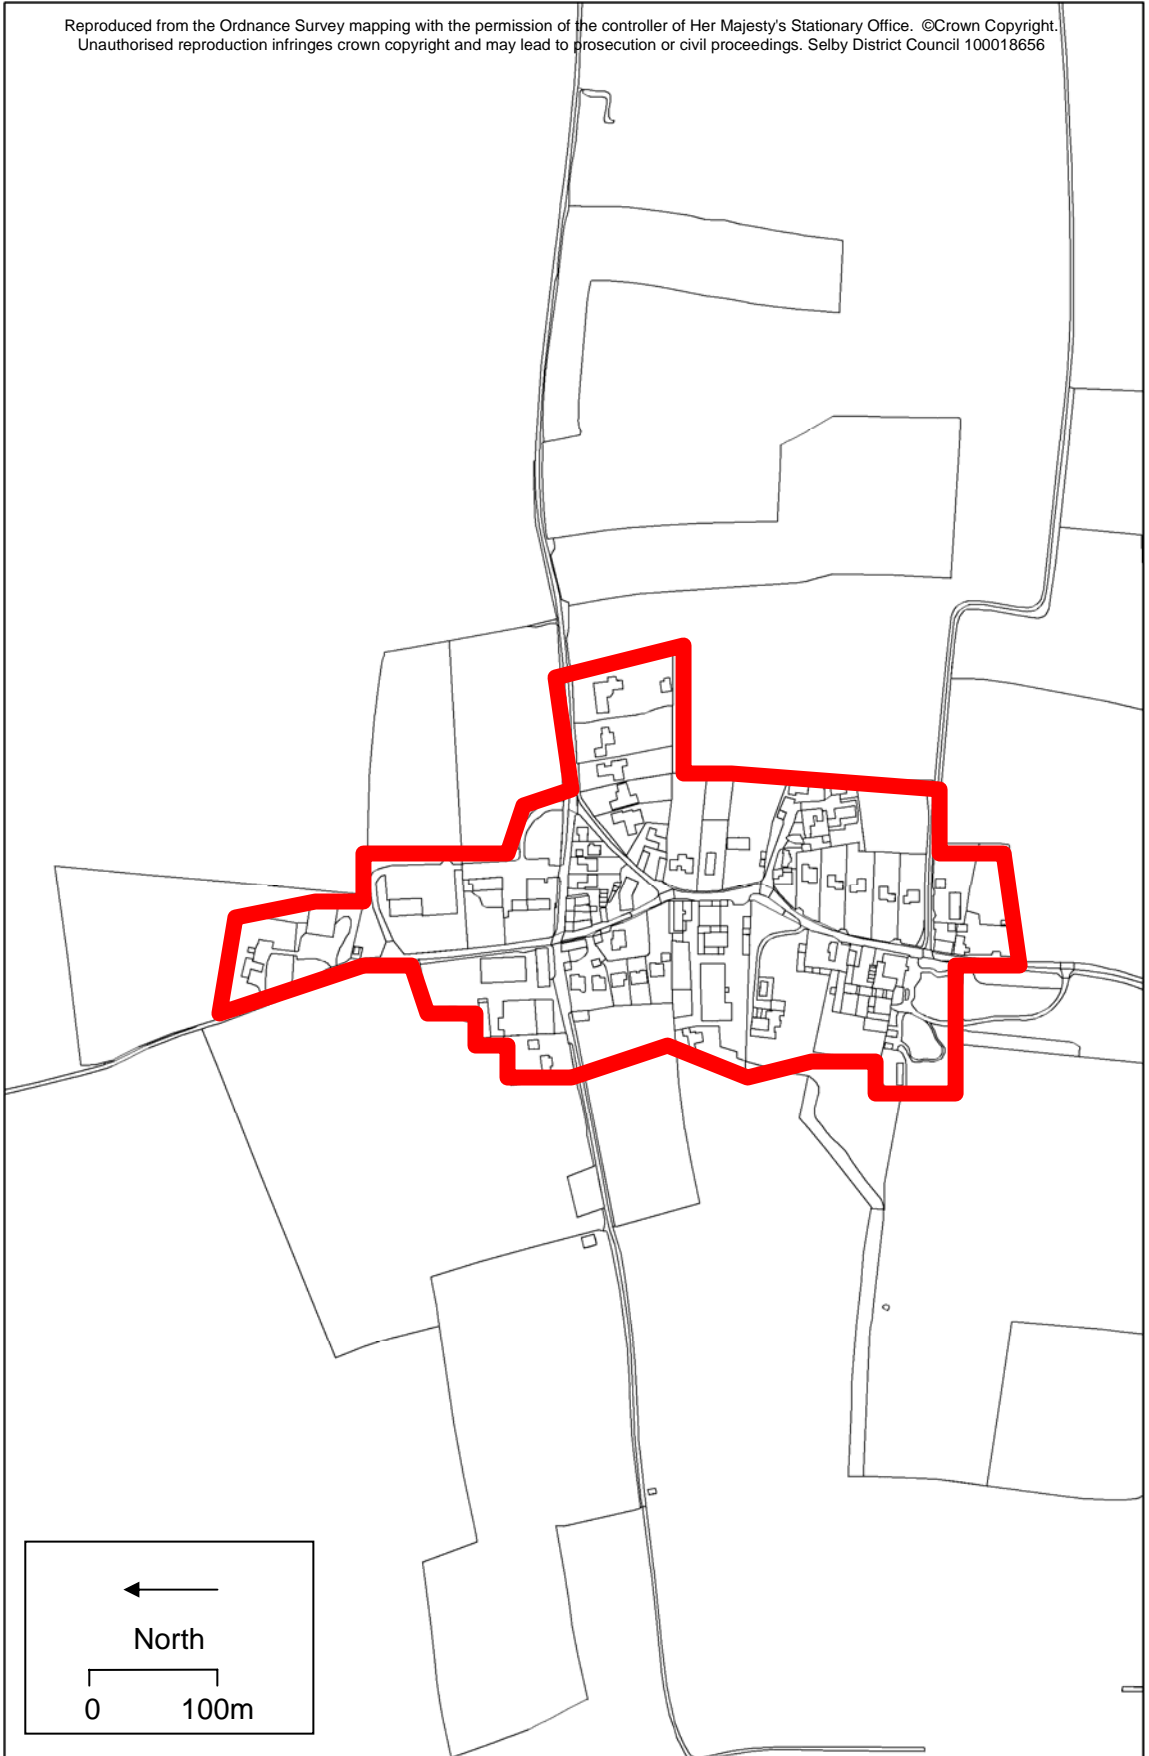 Reproduced from the Ordnance Survey mapping with the permission of the controller of Her Majesty's Stationary Office. ©Crown Copyright.
Unauthorised reproduction infringes crown copyright and may lead to prosecution or civil proceedings. Selby District Council 100018656
North
0 100m